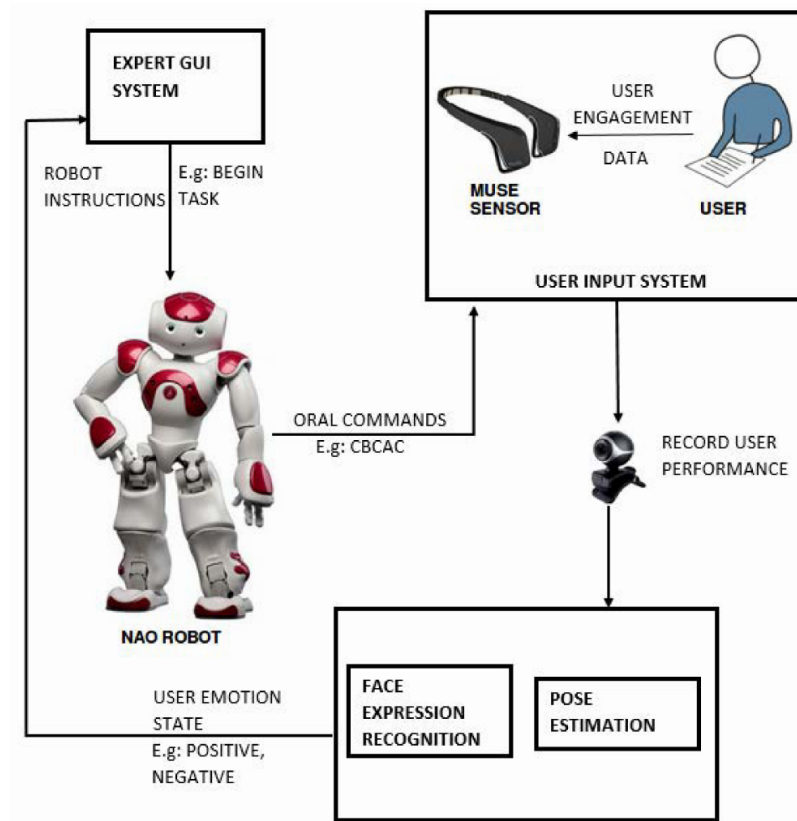 EXPERT GUI
SYSTEM
ROBOT
INSTRUCTIONS
E.g: BEGIN
TASK
NAO ROBOT
ORAL COMMANDS
E.g: CBCAC
USER
ENGAGEMENT
DATA
MUSE
SENSOR
USER
USER INPUT SYSTEM
RECORD USER
PERFORMANCE
FACE
EXPRESSION
RECOGNITION
POSE
ESTIMATION
USER EMOTION
STATE
E.g: POSITIVE,
NEGATIVE